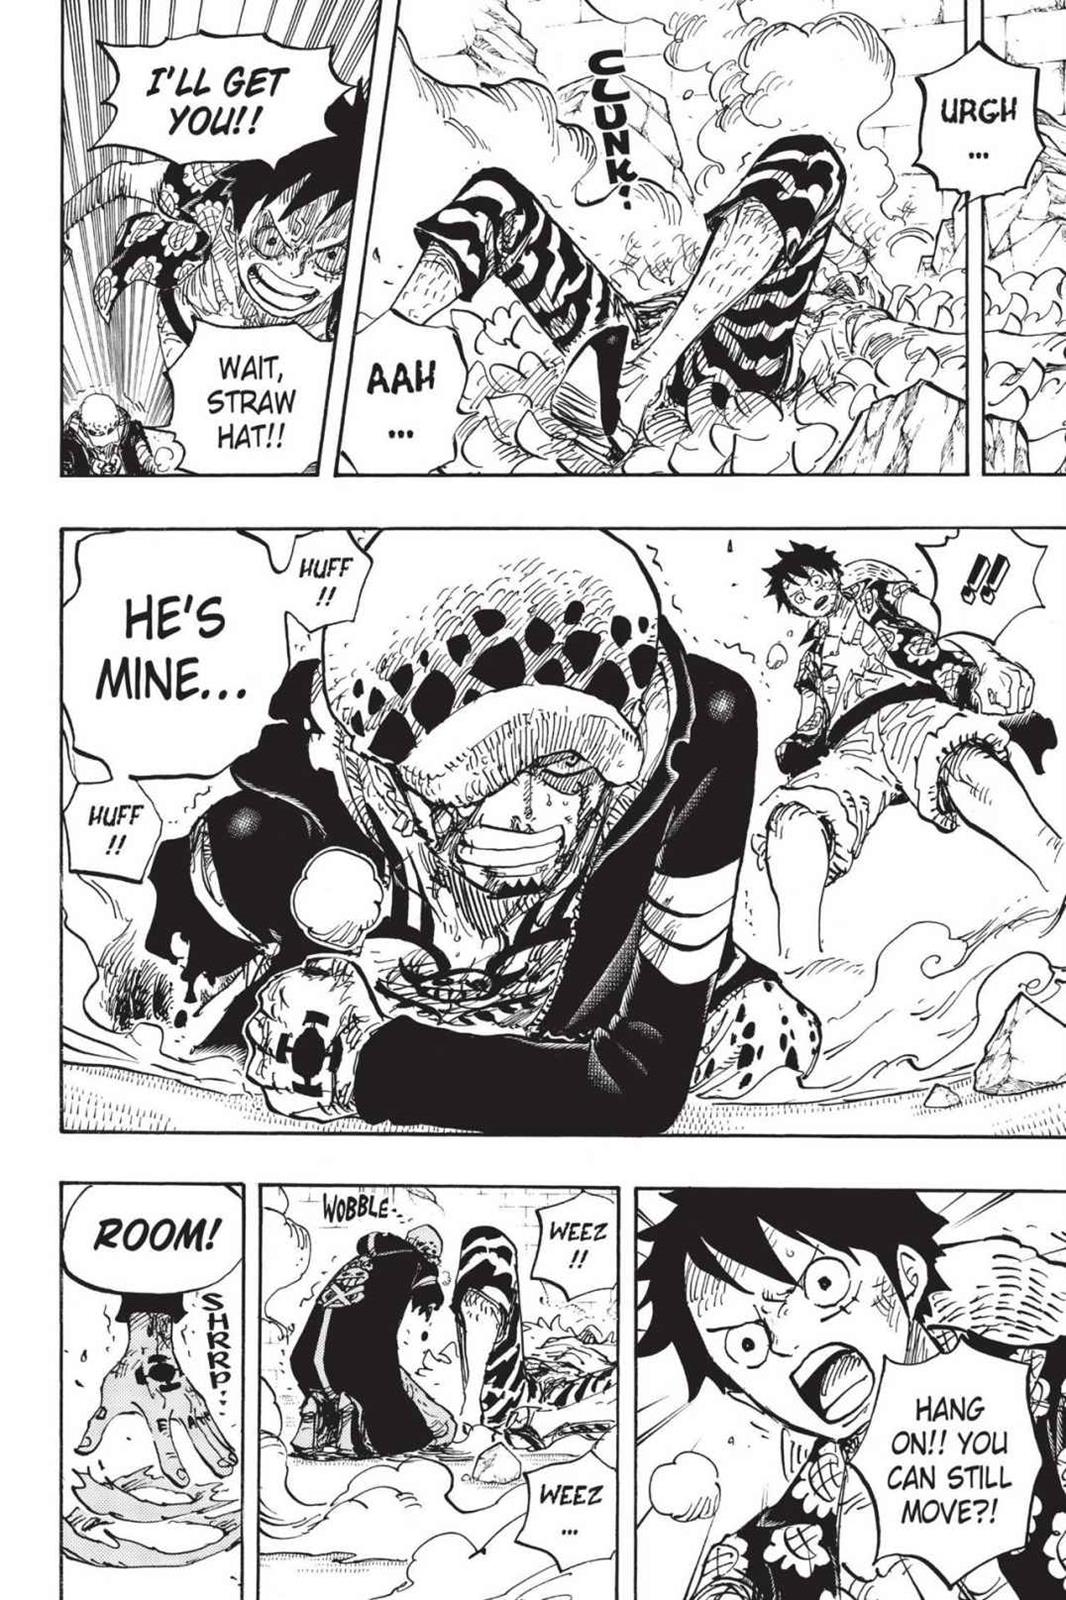 URGH
...
CLUNK!
AAH
...
I'LL GET
YOU!!
WAIT,
STRAW
HAT!!
!!
HUFF
!!
HE'S
MINE...
HUFF
!!
HANG
ON!! YOU
CAN STILL
MOVE?!
WEEZ
!!
WOBBLE
WEEZ
...
ROOM!
SHRRP...